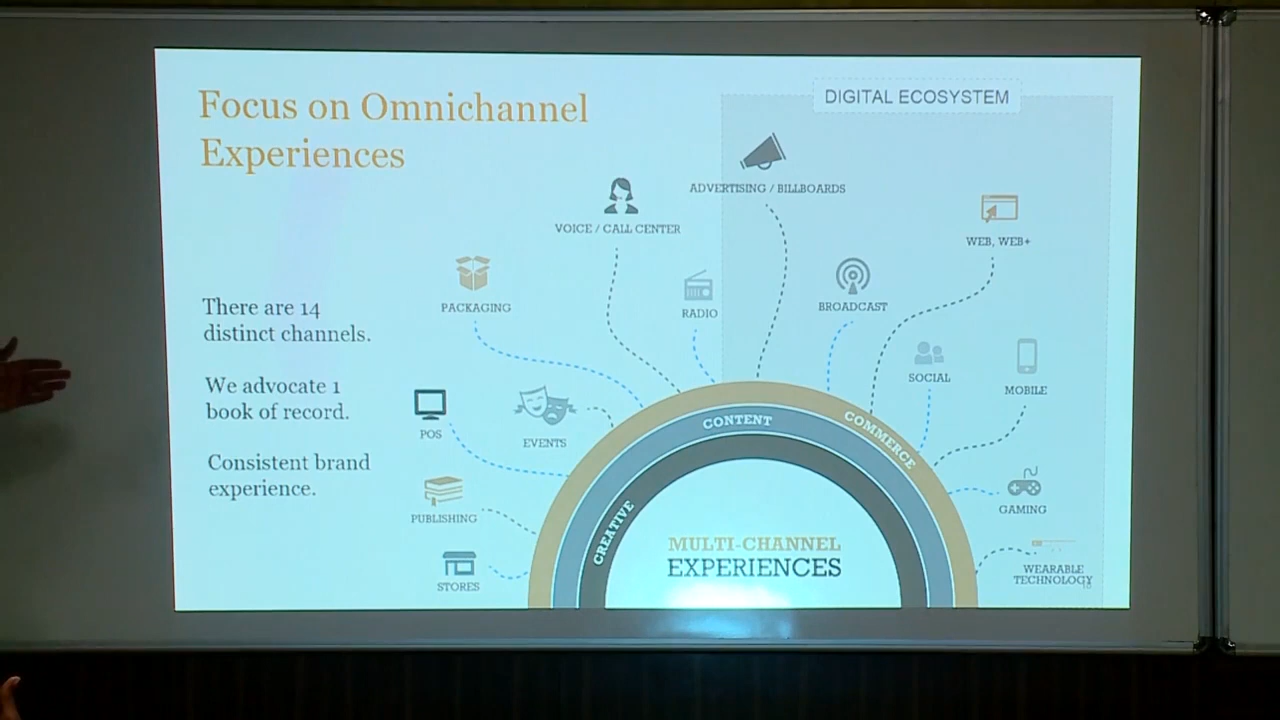 Focus on Omnichannel
Experiences
There are 14
distinct channels.
We advocate 1
book of record.
Consistent brand
experience.
DIGITAL ECOSYSTEM
ADVERTISING / BILLBOARDS
VOICE / CALL CENTER
WEB, WEB+
PACKAGING
RADIO
BROADCAST
SOCIAL
MOBILE
POS
EVENTS
PUBLISHING
GAMING
STORES
WEARABLE
TECHNOLOGY
COMMERCE
CONTENT
CREATIVE
MULTI-CHANNEL
EXPERIENCES